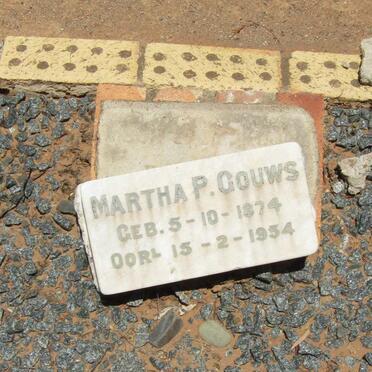 MARTHA P. GOUWS
GEB. 5-10-1874
OORL 15-2-1954